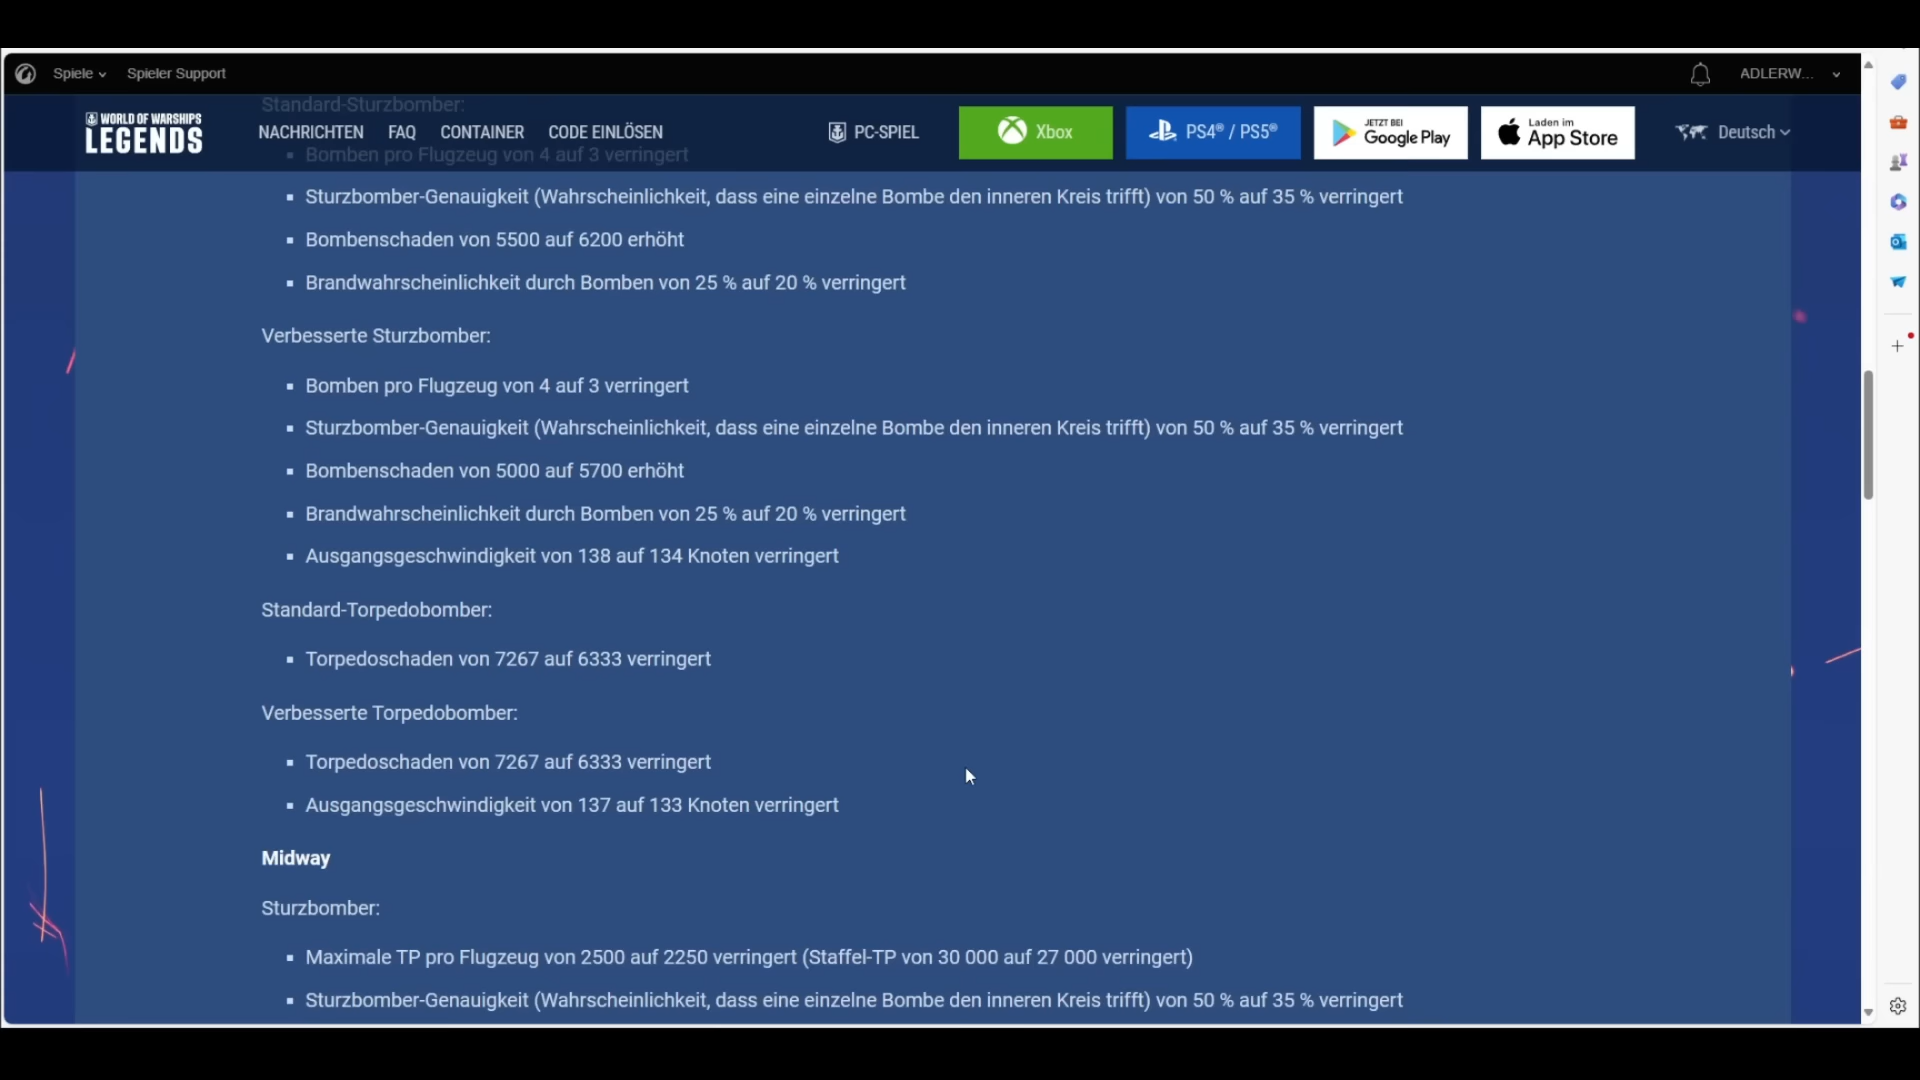 Spiele
Spieler Support
ADLERW...
Standard-Sturzbomber:
WORLD OF WARSHIPS
LEGENDS
NACHRICHTEN
FAQ
CONTAINER
CODE EINLÖSEN
PC-SPIEL
Xbox
PS4® / PS5®
JETZT BEI
Google Play
Laden im
App Store
Deutsch
▪ Bomben pro Flugzeug von 4 auf 3 verringert
▪ Sturzbomber-Genauigkeit (Wahrscheinlichkeit, dass eine einzelne Bombe den inneren Kreis trifft) von 50 % auf 35 % verringert
▪ Bombenschaden von 5500 auf 6200 erhöht
▪ Brandwahrscheinlichkeit durch Bomben von 25 % auf 20 % verringert
Verbesserte Sturzbomber:
▪ Bomben pro Flugzeug von 4 auf 3 verringert
▪ Sturzbomber-Genauigkeit (Wahrscheinlichkeit, dass eine einzelne Bombe den inneren Kreis trifft) von 50 % auf 35 % verringert
▪ Bombenschaden von 5000 auf 5700 erhöht
▪ Brandwahrscheinlichkeit durch Bomben von 25 % auf 20 % verringert
▪ Ausgangsgeschwindigkeit von 138 auf 134 Knoten verringert
Standard-Torpedobomber:
▪ Torpedoschaden von 7267 auf 6333 verringert
Verbesserte Torpedobomber:
▪ Torpedoschaden von 7267 auf 6333 verringert
▪ Ausgangsgeschwindigkeit von 137 auf 133 Knoten verringert
Midway
Sturzbomber:
▪ Maximale TP pro Flugzeug von 2500 auf 2250 verringert (Staffel-TP von 30 000 auf 27 000 verringert)
▪ Sturzbomber-Genauigkeit (Wahrscheinlichkeit, dass eine einzelne Bombe den inneren Kreis trifft) von 50 % auf 35 % verringert